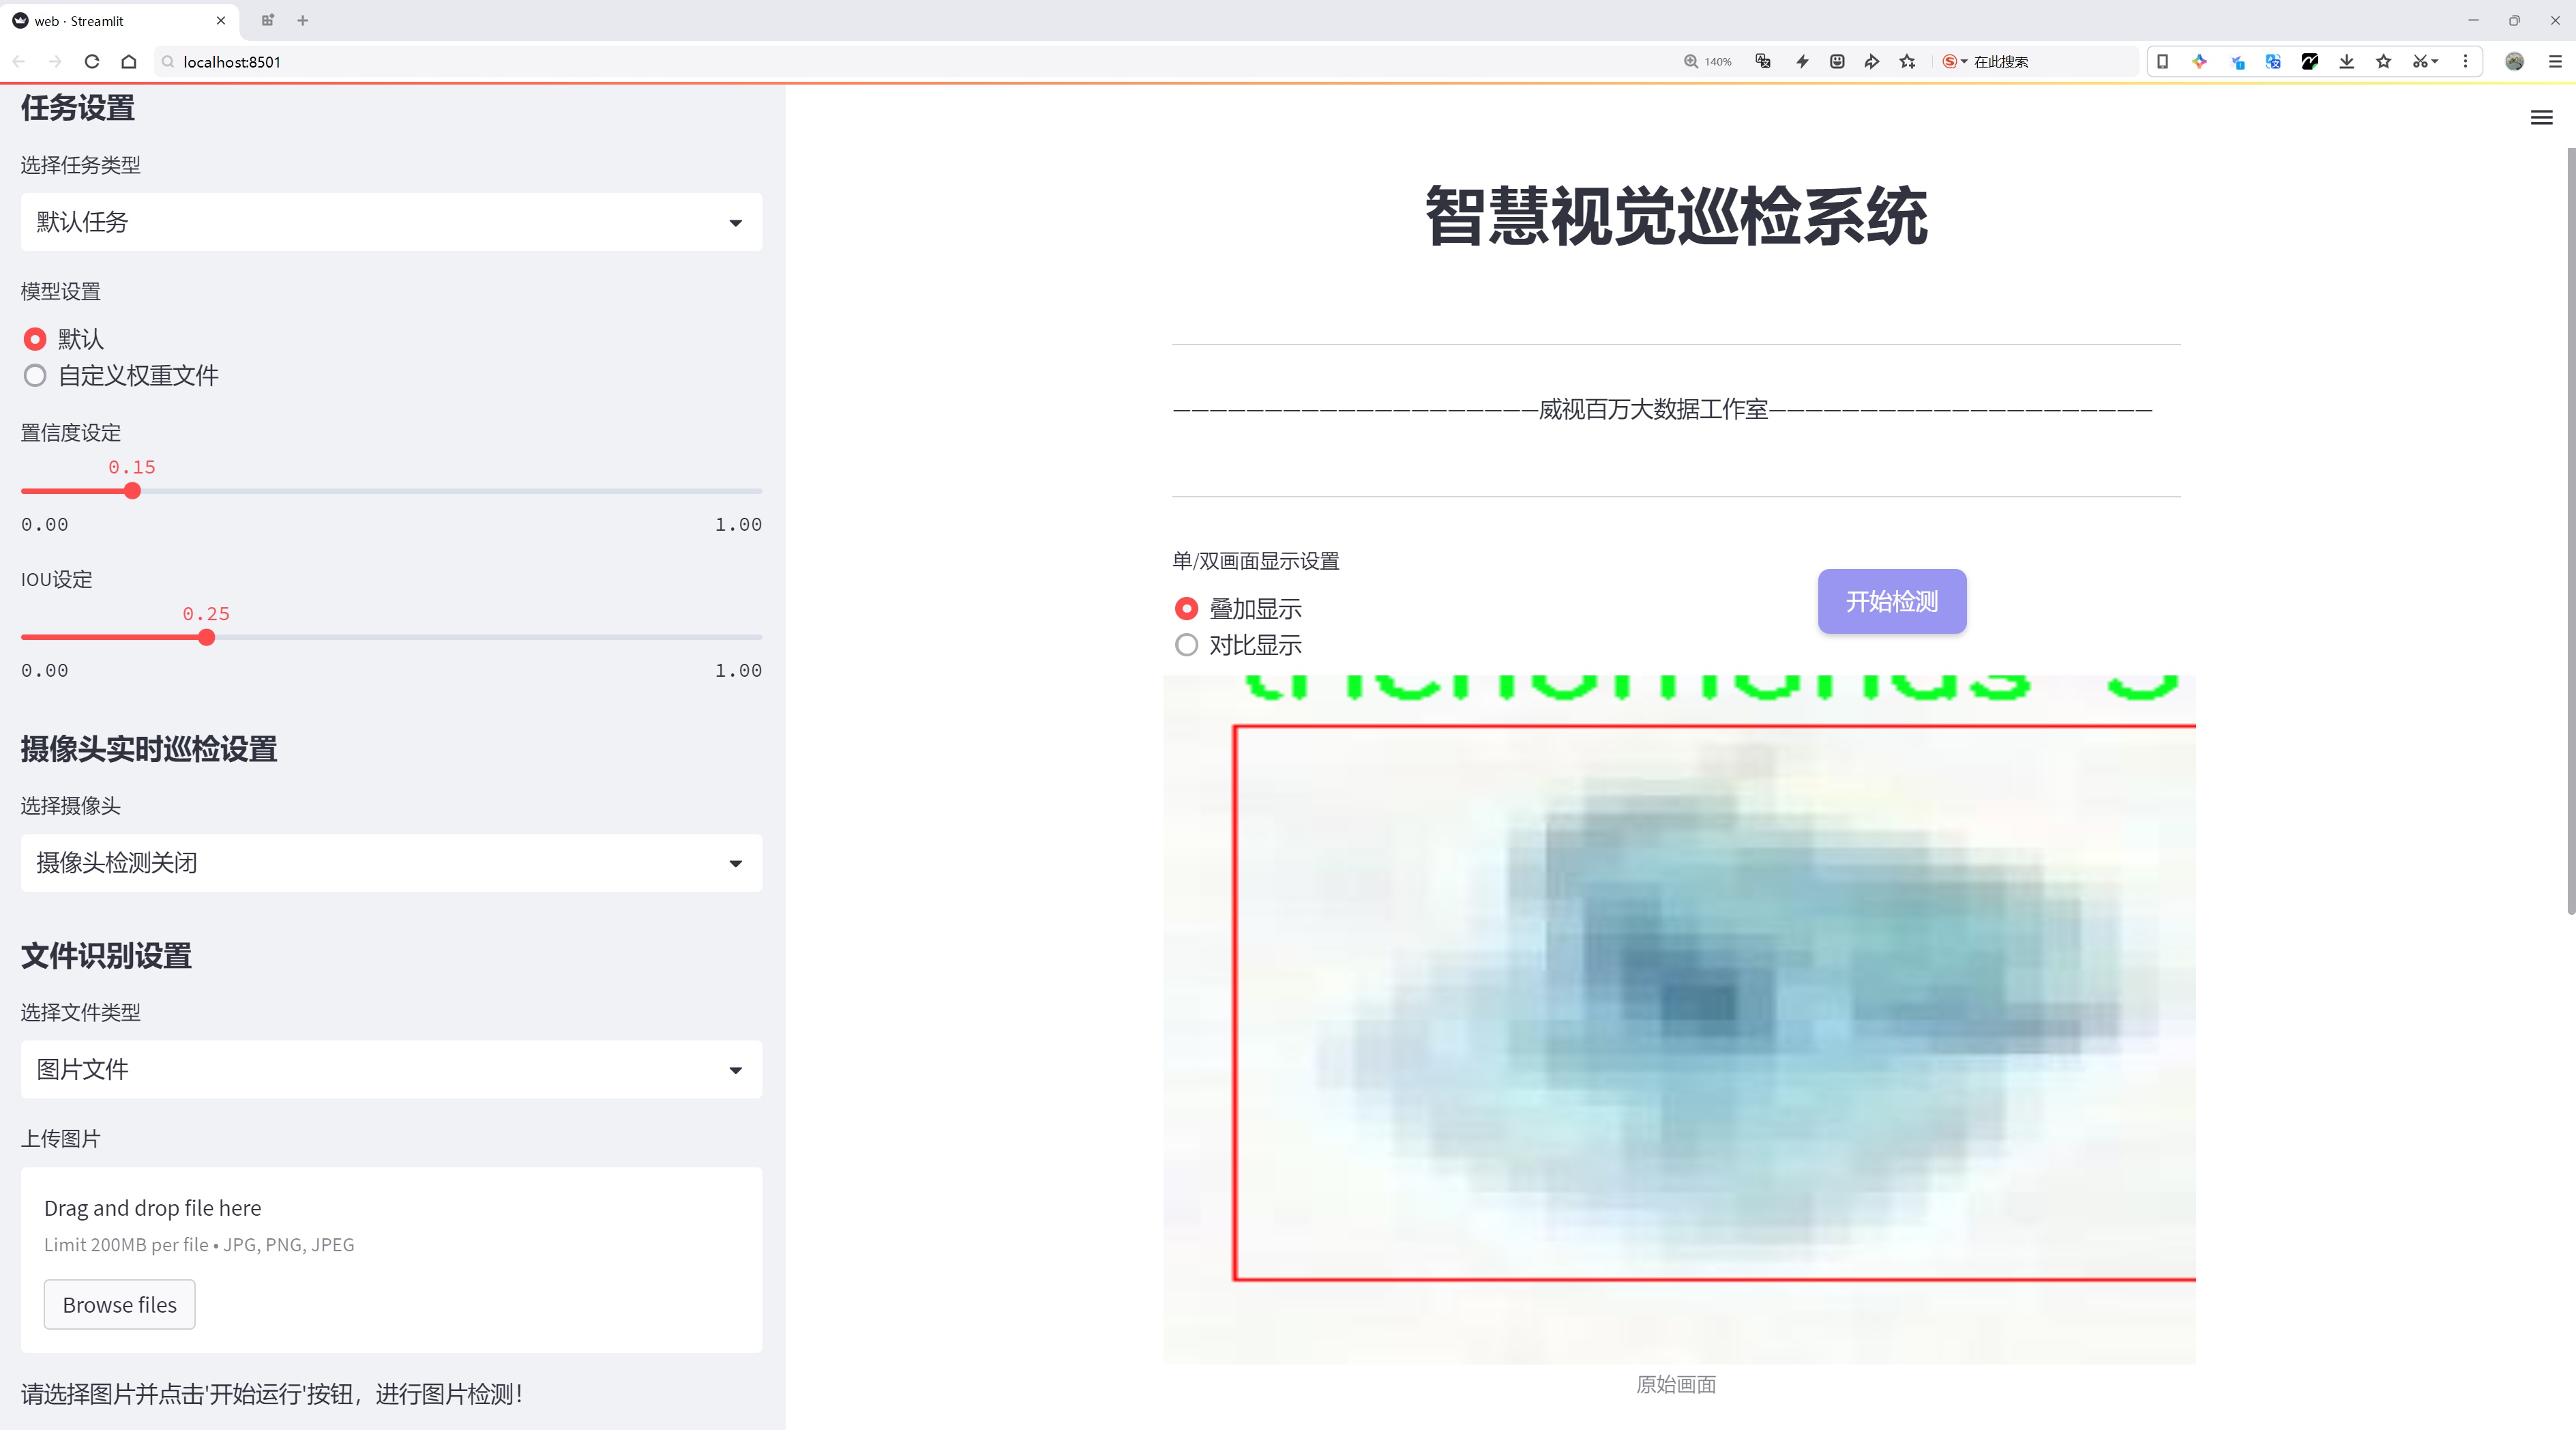 web · Streamlit
localhost:8501
140%
在此搜索
任务设置
选择任务类型
默认任务
模型设置
默认
自定义权重文件
置信度设定
0.15
0.00 1.00
IOU设定
0.25
0.00 1.00
摄像头实时巡检设置
选择摄像头
摄像头检测关闭
文件识别设置
选择文件类型
图片文件
上传图片
Drag and drop file here
Limit 200MB per file • JPG, PNG, JPEG
Browse files
请选择图片并点击'开始运行'按钮，进行图片检测！
智慧视觉巡检系统
————————————————————威视百万大数据工作室—————————————————————
单/双画面显示设置
叠加显示
对比显示
开始检测
原始画面